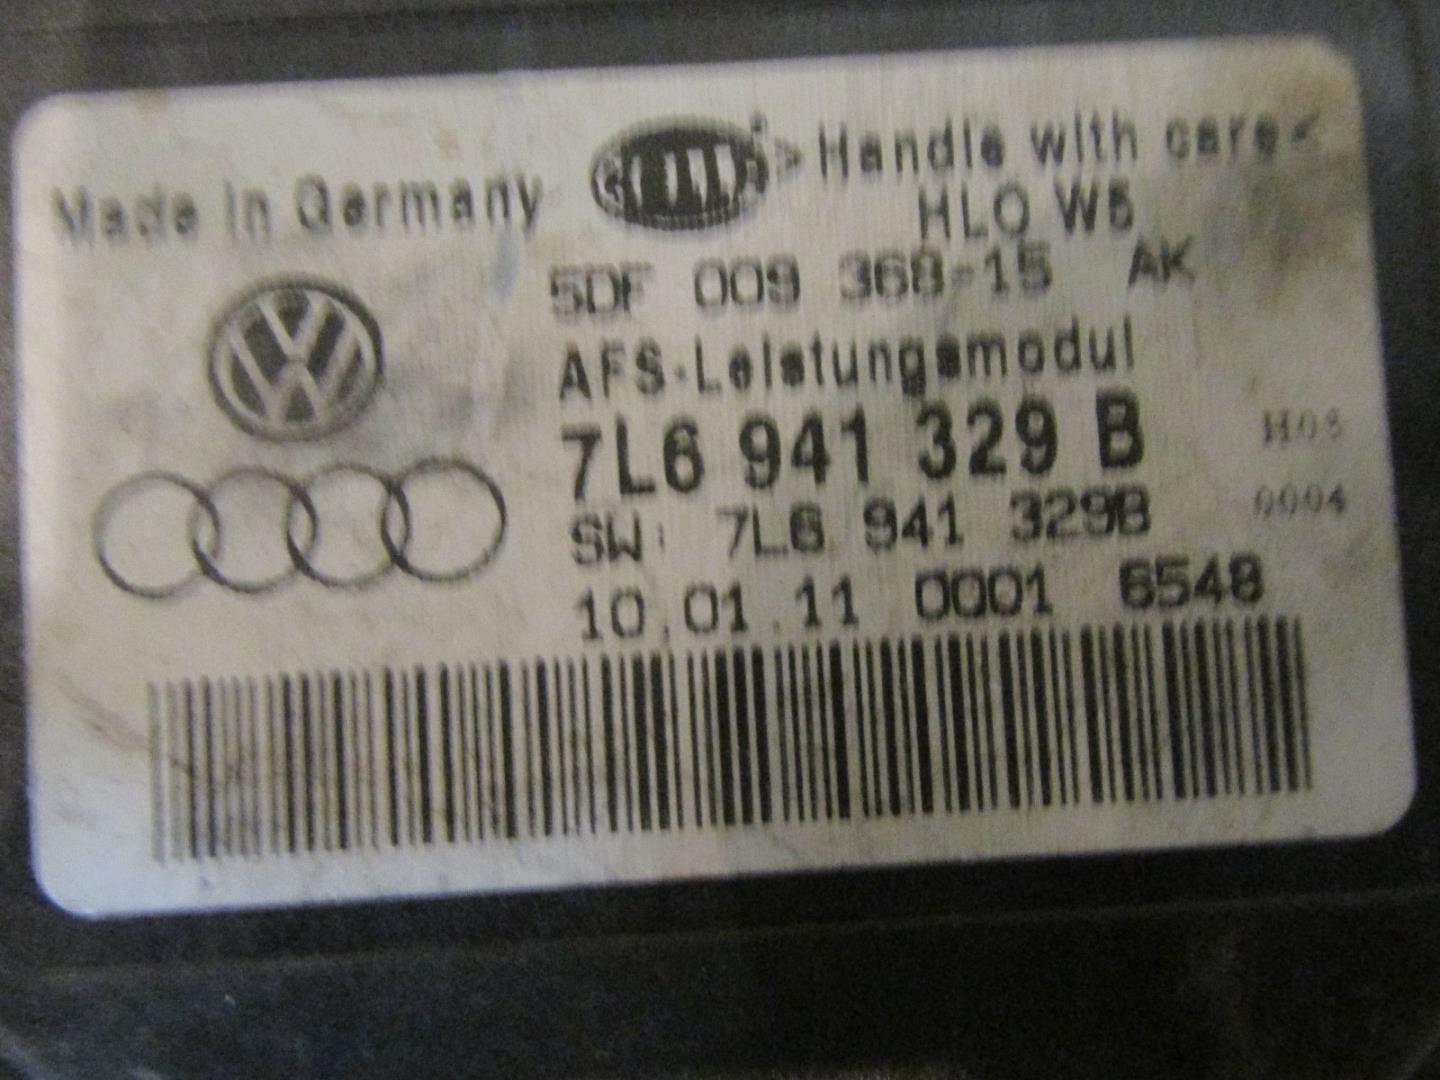 Made in Germany HELLA >Handle with care<
HLO W5
5DF 009 368-15 AK
AFS-Leistungsmodul
7L6 941 329 B H03
SW: 7L6 941 329B 0004
10.01.11 0001 6548